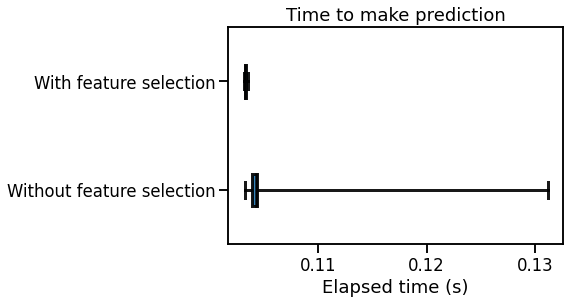 Time to make prediction
With feature selection
Without feature selection
0.11 0.12 0.13
Elapsed time (s)